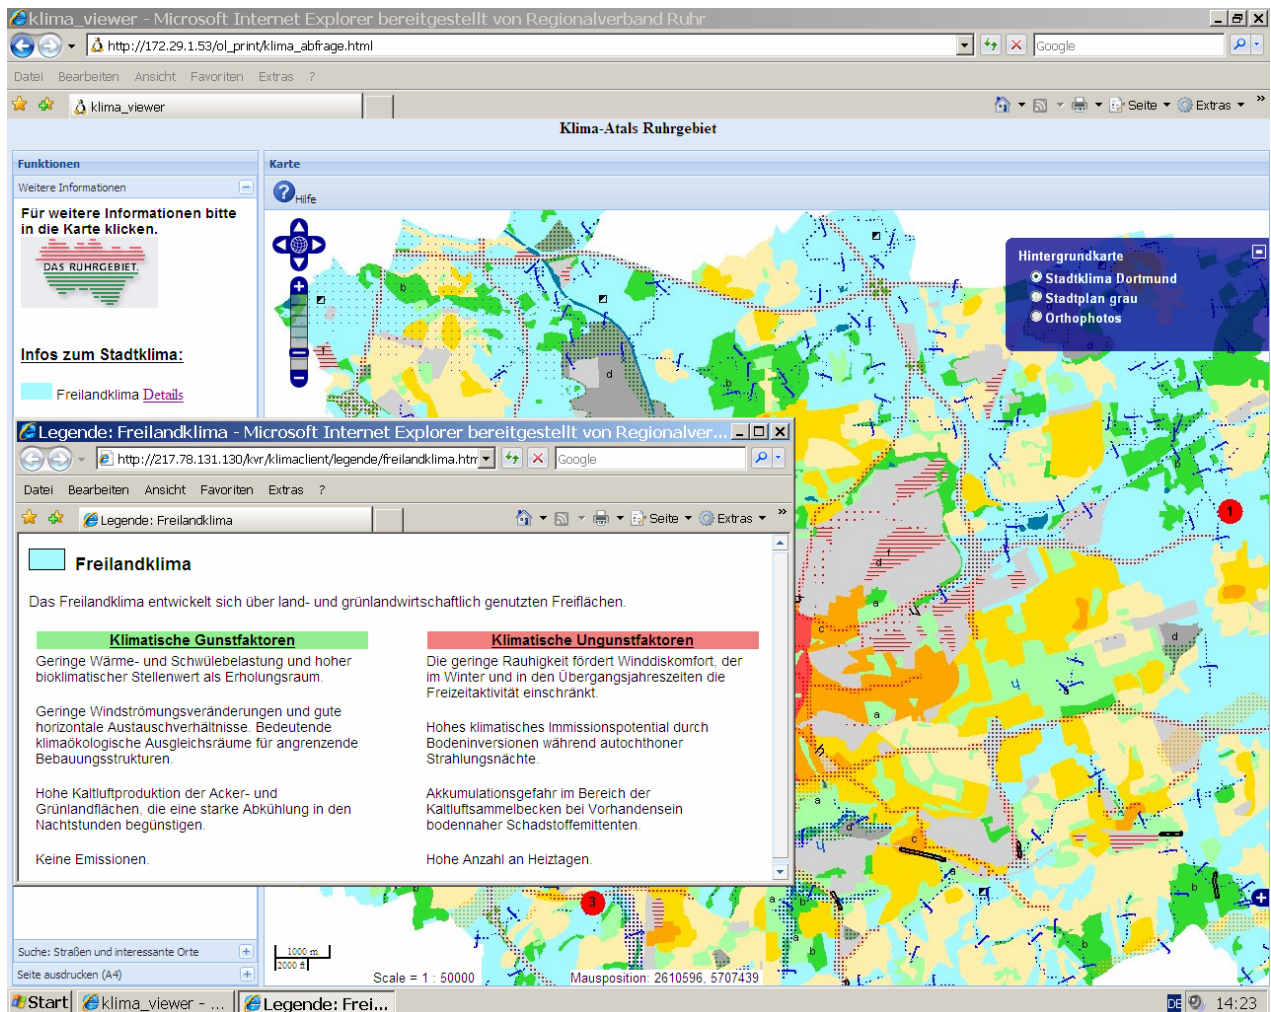 klima_viewer - Microsoft Internet Explorer bereitgestellt von Regionalverband Ruhr
http://172.29.1.53/ol_print/klima_abfrage.html
Google
Datei Bearbeiten Ansicht Favoriten Extras ?
klima_viewer
Seite Extras »
Klima-Atals Ruhrgebiet
Funktionen
Weitere Informationen
Für weitere Informationen bitte
in die Karte klicken.
DAS RUHRGEBIET.
Infos zum Stadtklima:
Freilandklima Details
Karte
Hilfe
Hintergrundkarte
Stadtklima Dortmund
Stadtplan grau
Orthophotos
b
d
d
b
b
1
f
d
a
c
d
a
a
h
a
d
c
b
b
3
a
b
a
b
Legende: Freilandklima - Microsoft Internet Explorer bereitgestellt von Regionalver...
http://217.78.131.130/kvr/klimaclient/legende/freilandklima.htm
Google
Datei Bearbeiten Ansicht Favoriten Extras ?
Legende: Freilandklima
Seite Extras »
Freilandklima
Das Freilandklima entwickelt sich über land- und grünlandwirtschaftlich genutzten Freiflächen.
Klimatische Gunstfaktoren
Geringe Wärme- und Schwülebelastung und hoher
bioklimatischer Stellenwert als Erholungsraum.
Geringe Windströmungsveränderungen und gute
horizontale Austauschverhältnisse. Bedeutende
klimaökologische Ausgleichsräume für angrenzende
Bebauungsstrukturen.
Hohe Kaltluftproduktion der Acker- und
Grünlandflächen, die eine starke Abkühlung in den
Nachtstunden begünstigen.
Keine Emissionen.
Klimatische Ungunstfaktoren
Die geringe Rauhigkeit fördert Winddiskomfort, der
im Winter und in den Übergangsjahreszeiten die
Freizeitaktivität einschränkt.
Hohes klimatisches Immissionspotential durch
Bodeninversionen während autochthoner
Strahlungsnächte.
Akkumulationsgefahr im Bereich der
Kaltluftsammelbecken bei Vorhandensein
bodennaher Schadstoffemittenten.
Hohe Anzahl an Heiztagen.
Suche: Straßen und interessante Orte
Seite ausdrucken (A4)
1000 m
2000 ft
Scale = 1 : 50000
Mausposition: 2610596, 5707439
Start
klima_viewer - ...
Legende: Frei...
DE
14:23